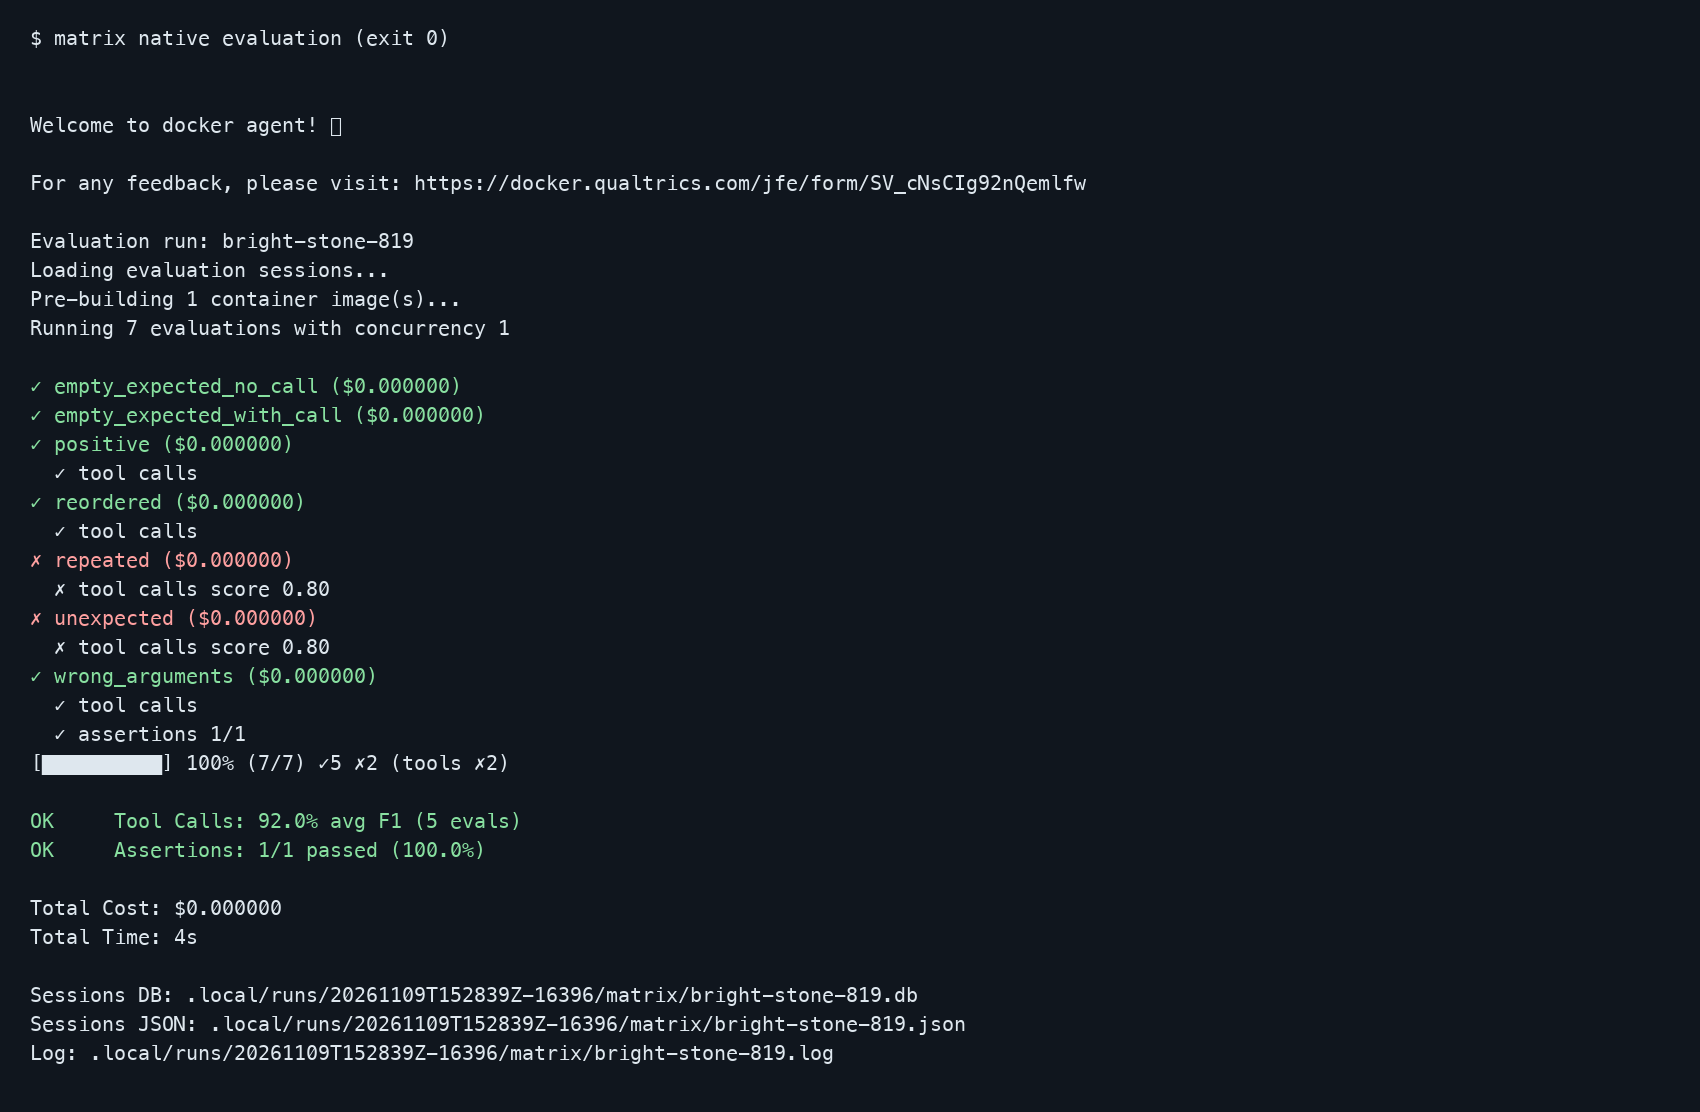 $ matrix native evaluation (exit 0)
Welcome to docker agent! 
For any feedback, please visit: https://docker.qualtrics.com/jfe/form/SV_cNsCIg92nQemlfw
Evaluation run: bright-stone-819
Loading evaluation sessions...
Pre-building 1 container image(s)...
Running 7 evaluations with concurrency 1
✓ empty_expected_no_call ($0.000000)
✓ empty_expected_with_call ($0.000000)
✓ positive ($0.000000)
  ✓ tool calls
✓ reordered ($0.000000)
  ✓ tool calls
✗ repeated ($0.000000)
  ✗ tool calls score 0.80
✗ unexpected ($0.000000)
  ✗ tool calls score 0.80
✓ wrong_arguments ($0.000000)
  ✓ tool calls
  ✓ assertions 1/1
[██████████] 100% (7/7) ✓5 ✗2 (tools ✗2)
OK     Tool Calls: 92.0% avg F1 (5 evals)
OK     Assertions: 1/1 passed (100.0%)
Total Cost: $0.000000
Total Time: 4s
Sessions DB: .local/runs/20261109T152839Z-16396/matrix/bright-stone-819.db
Sessions JSON: .local/runs/20261109T152839Z-16396/matrix/bright-stone-819.json
Log: .local/runs/20261109T152839Z-16396/matrix/bright-stone-819.log